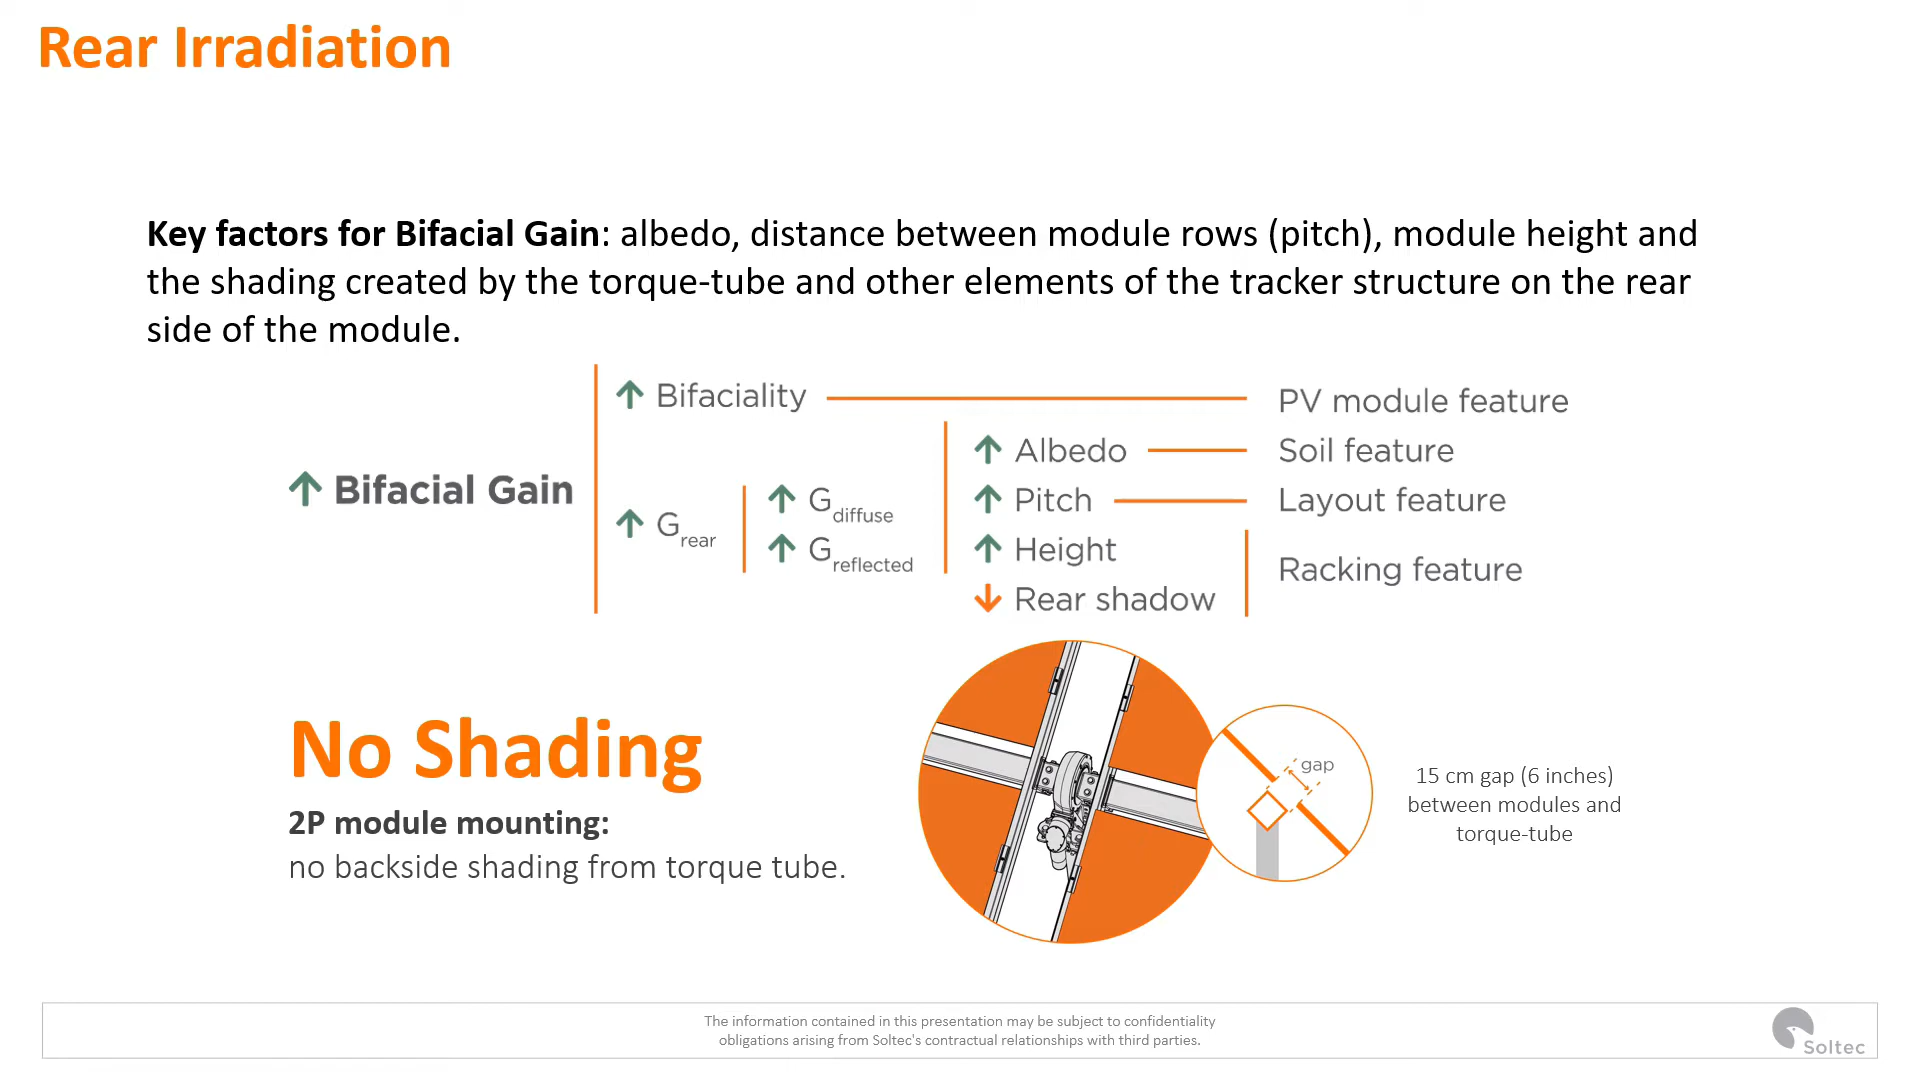 Rear Irradiation
Key factors for Bifacial Gain: albedo, distance between module rows (pitch), module height and
the shading created by the torque-tube and other elements of the tracker structure on the rear
side of the module.
Bifacial Gain
Bifaciality
PV module feature
G rear
G diffuse
G reflected
Albedo
Soil feature
Pitch
Layout feature
Height
Rear shadow
Racking feature
No Shading
2P module mounting:
no backside shading from torque tube.
gap
15 cm gap (6 inches)
between modules and
torque-tube
The information contained in this presentation may be subject to confidentiality
obligations arising from Soltec's contractual relationships with third parties.
Soltec